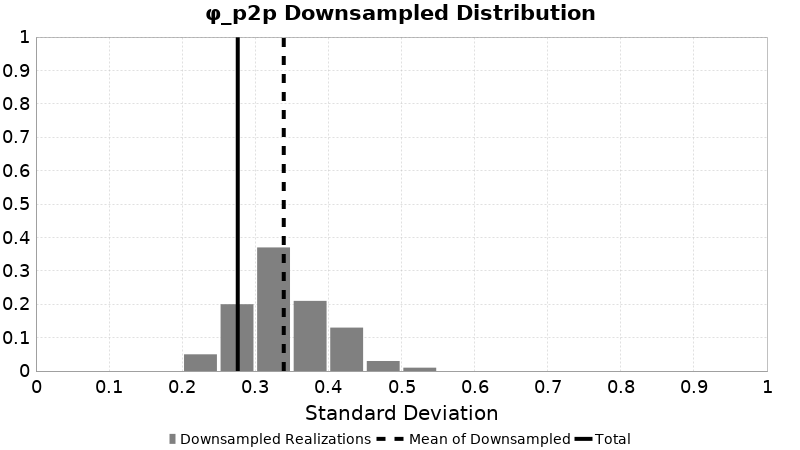 φ_p2p Downsampled Distribution
1
0.9
0.8
0.7
0.6
0.5
0.4
0.3
0.2
0.1
0
0 0.1 0.2 0.3 0.4 0.5 0.6 0.7 0.8 0.9 1
Standard Deviation
Downsampled Realizations Mean of Downsampled Total